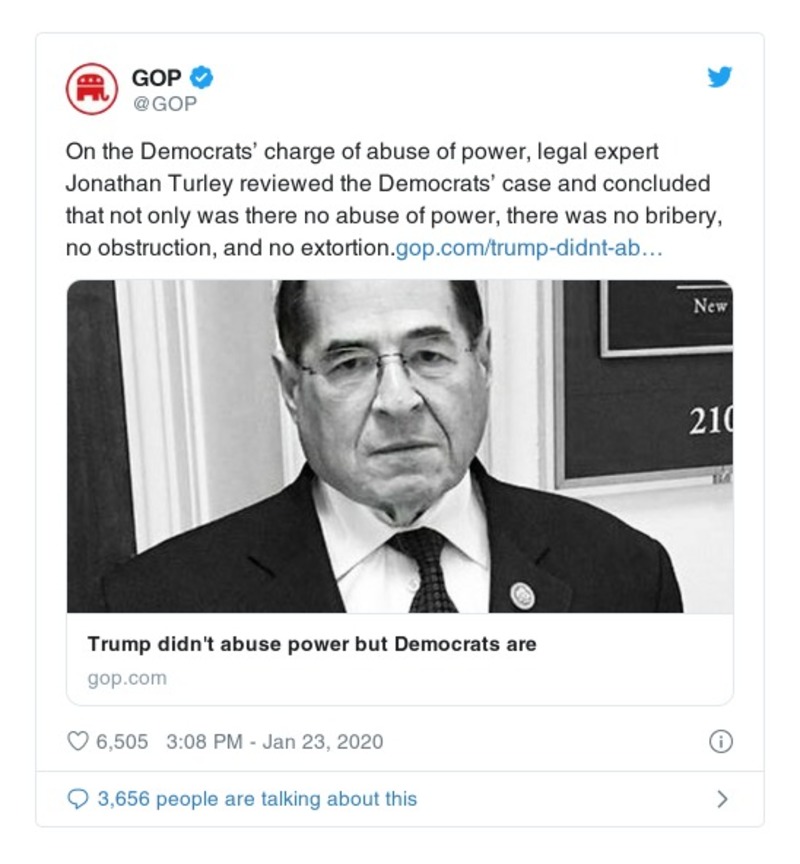 GOP
@GOP
On the Democrats’ charge of abuse of power, legal expert
Jonathan Turley reviewed the Democrats’ case and concluded
that not only was there no abuse of power, there was no bribery,
no obstruction, and no extortion.gop.com/trump-didnt-ab…
New
210
Trump didn't abuse power but Democrats are
gop.com
6,505 3:08 PM - Jan 23, 2020
3,656 people are talking about this